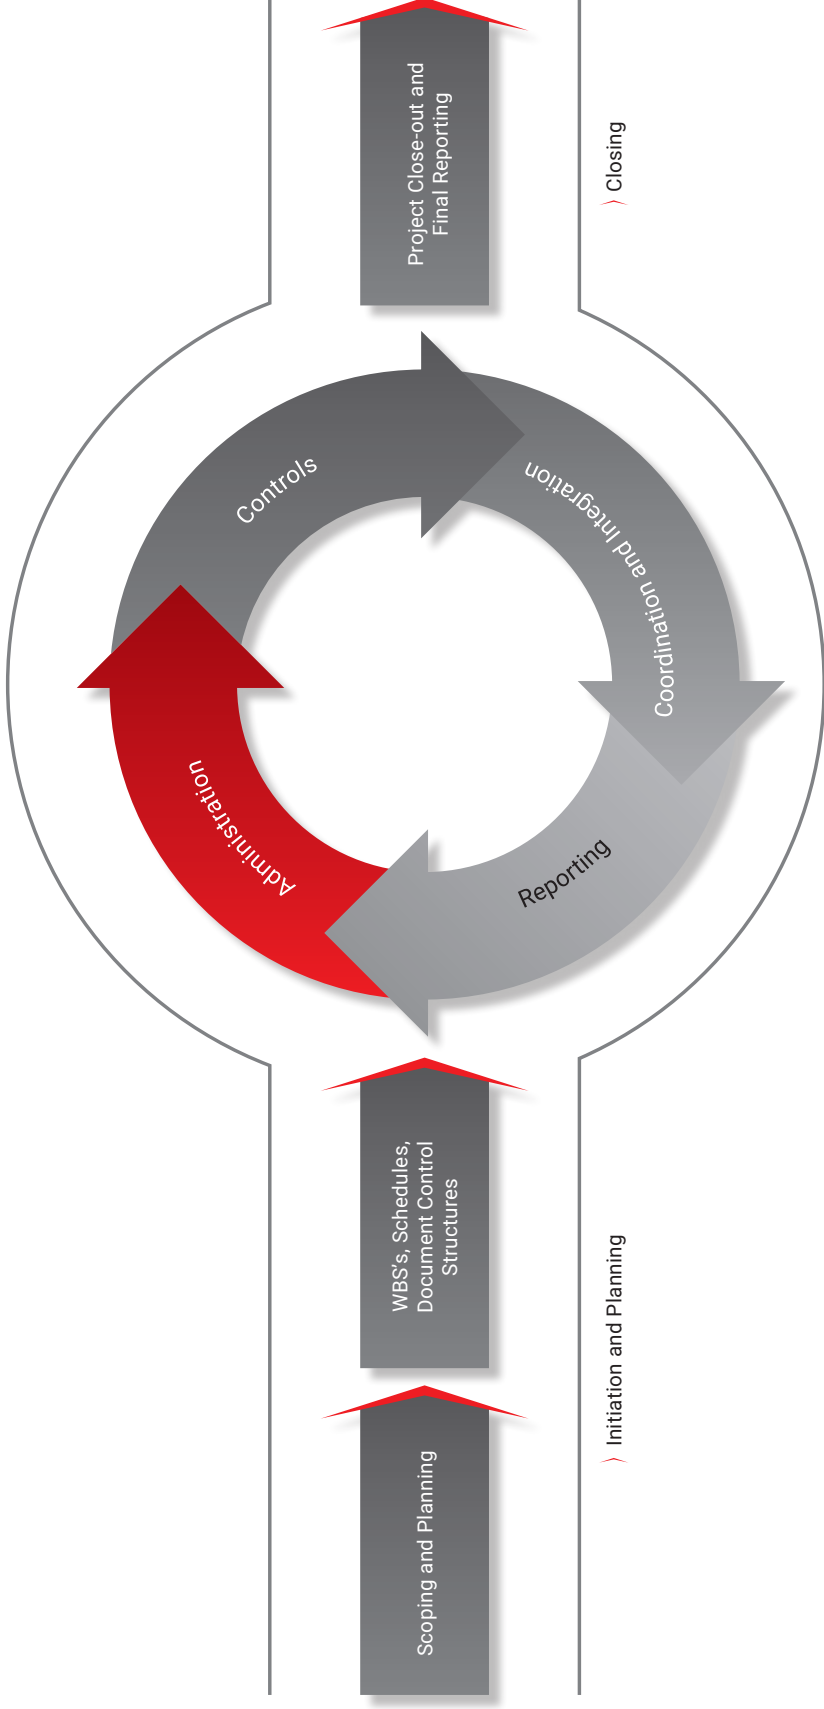 Scoping and Planning
WBS's, Schedules,
Document Control
Structures
Initiation and Planning
Administration
Controls
Coordination and Integration
Reporting
Project Close-out and
Final Reporting
Closing